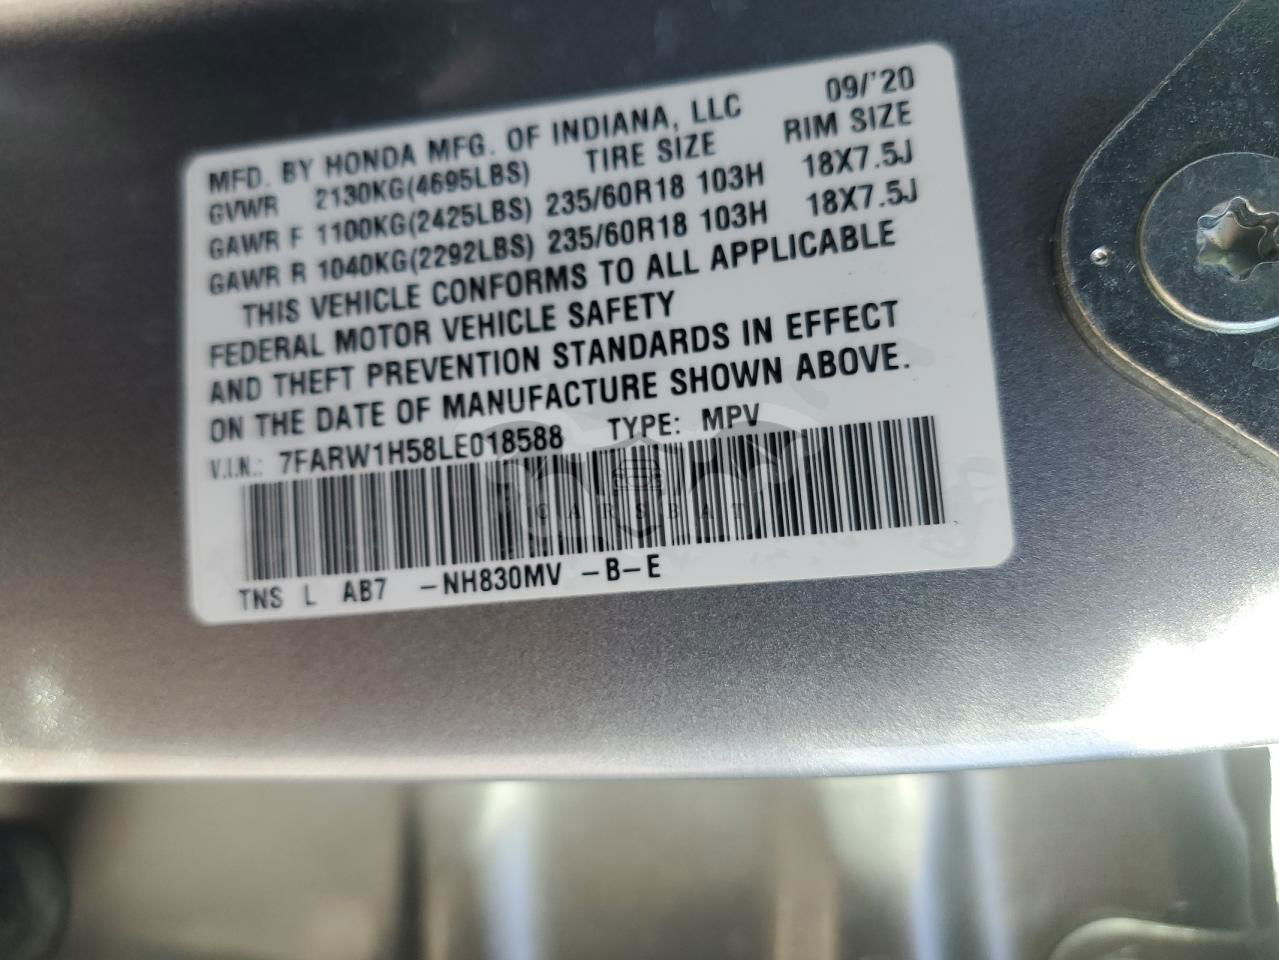 MFD. BY HONDA MFG. OF INDIANA, LLC 09/'20
GVWR 2130KG(4695LBS) TIRE SIZE RIM SIZE
GAWR F 1100KG(2425LBS) 235/60R18 103H 18X7.5J
GAWR R 1040KG(2292LBS) 235/60R18 103H 18X7.5J
THIS VEHICLE CONFORMS TO ALL APPLICABLE
FEDERAL MOTOR VEHICLE SAFETY
AND THEFT PREVENTION STANDARDS IN EFFECT
ON THE DATE OF MANUFACTURE SHOWN ABOVE.
V.I.N.: 7FARW1H58LE018588 TYPE: MPV
CARSBAT
TNS L AB7 -NH830MV -B-E